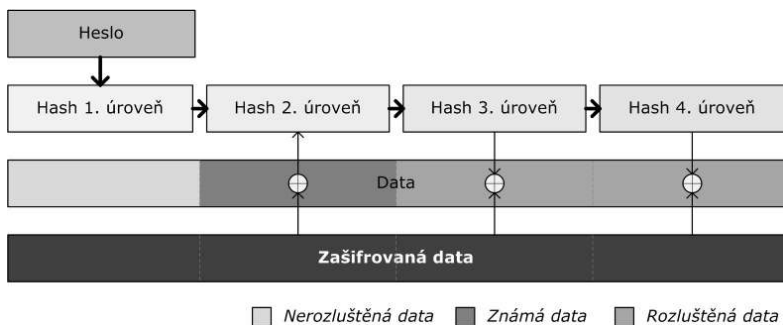 Heslo
Hash 1. úroveň
Hash 2. úroveň
Hash 3. úroveň
Hash 4. úroveň
Data
Zašifrovaná data
Nerozluštěná data
Známá data
Rozluštěná data